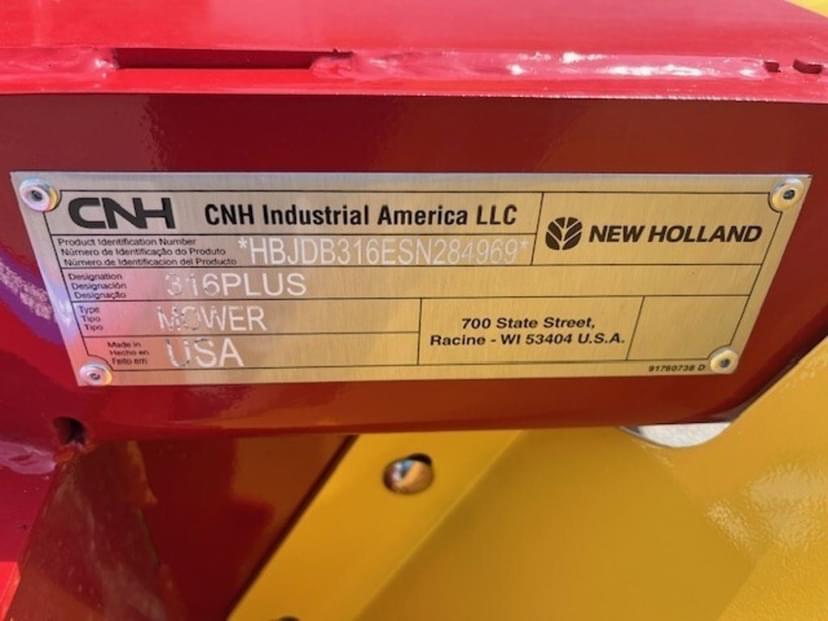 CNH CNH Industrial America LLC
NEW HOLLAND
Product Identification Number
Número de Identificação do Produto
Número de Identificacion del Producto
*HBJDB316ESN284969*
Designation
Designación
Designação
316PLUS
Type
Tipo
Tipo
MOWER
Made in
Hecho en
Feito em
USA
700 State Street,
Racine - WI 53404 U.S.A.
91760738 D